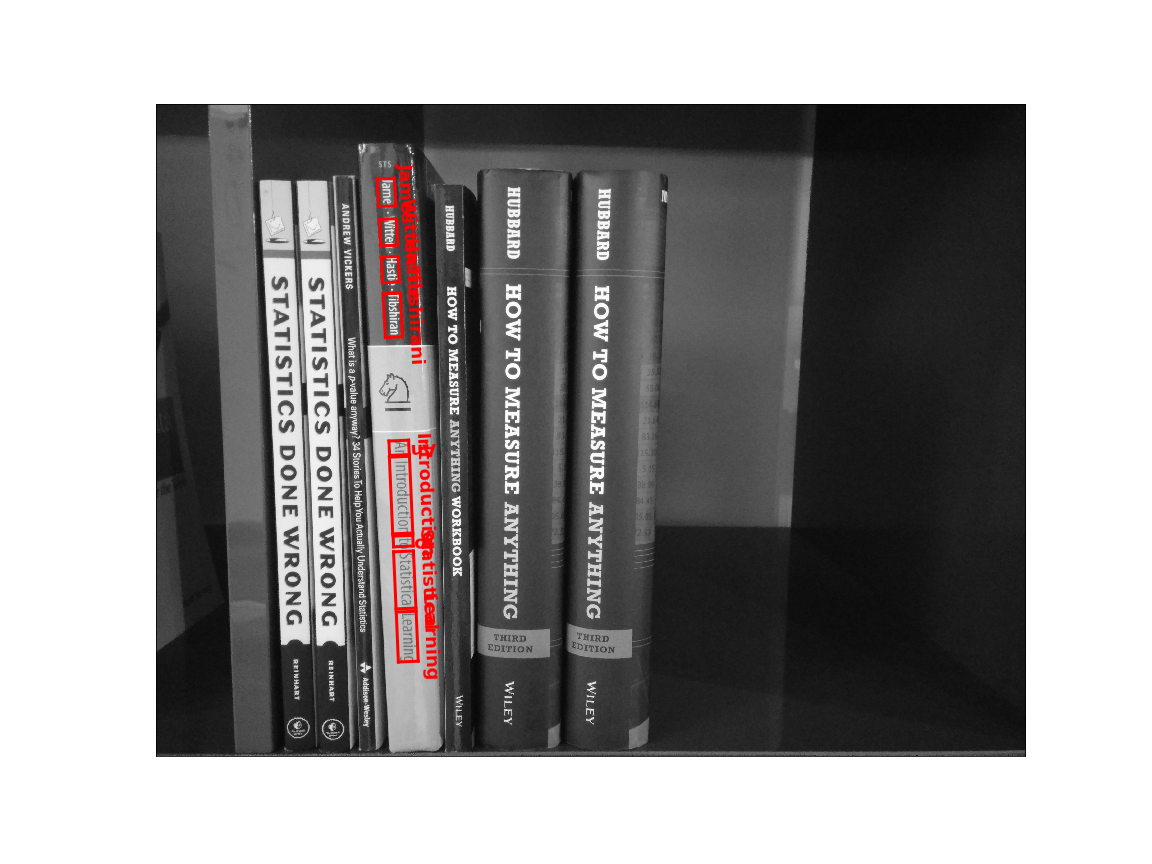 STATISTICS DONE WRONG
REINHART
STATISTICS DONE WRONG
REINHART
ANDREW VICKERS
What is a p-value anyway? 34 Stories To Help You Actually Understand Statistics
Addison-Wesley
STS
James · Witten · Hastie · Tibshirani
An Introduction to Statistical Learning
HUBBARD
HOW TO MEASURE ANYTHING WORKBOOK
WILEY
HUBBARD
HOW TO MEASURE ANYTHING
THIRD
EDITION
WILEY
HUBBARD
HOW TO MEASURE ANYTHING
THIRD
EDITION
WILEY